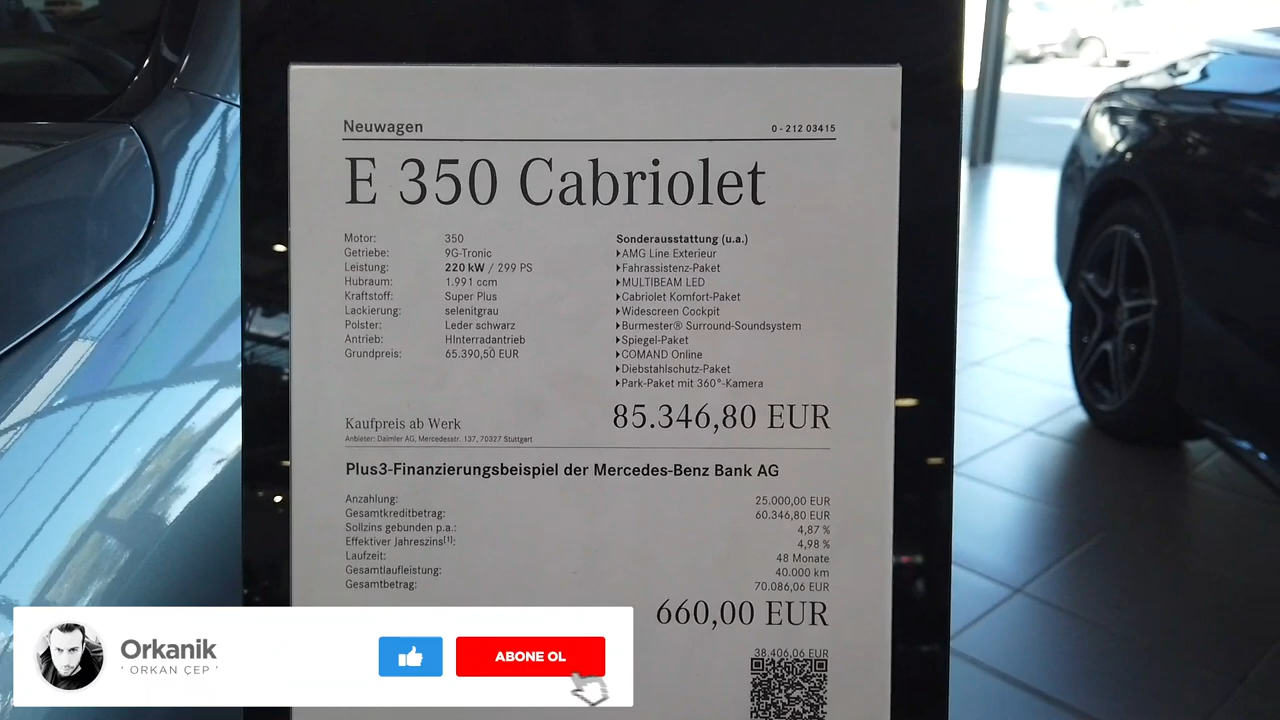 Neuwagen 0 - 212 03415
E 350 Cabriolet
Motor: 350
Getriebe: 9G-Tronic
Leistung: 220 kW / 299 PS
Hubraum: 1.991 ccm
Kraftstoff: Super Plus
Lackierung: selenitgrau
Polster: Leder schwarz
Antrieb: HInterradantrieb
Grundpreis: 65.390,50 EUR
Sonderausstattung (u.a.)
AMG Line Exterieur
Fahrassistenz-Paket
MULTIBEAM LED
Cabriolet Komfort-Paket
Widescreen Cockpit
Burmester® Surround-Soundsystem
Spiegel-Paket
COMAND Online
Diebstahlschutz-Paket
Park-Paket mit 360°-Kamera
Kaufpreis ab Werk 85.346,80 EUR
Anbieter: Daimler AG, Mercedesstr. 137, 70327 Stuttgart
Plus3-Finanzierungsbeispiel der Mercedes-Benz Bank AG
Anzahlung: 25.000,00 EUR
Gesamtkreditbetrag: 60.346,80 EUR
Sollzins gebunden p.a.: 4,87 %
Effektiver Jahreszins[1]: 4,98 %
Laufzeit: 48 Monate
Gesamtlaufleistung: 40.000 km
Gesamtbetrag: 70.086,06 EUR
660,00 EUR
38.406,06 EUR
Orkanik
' ORKAN ÇEP '
ABONE OL